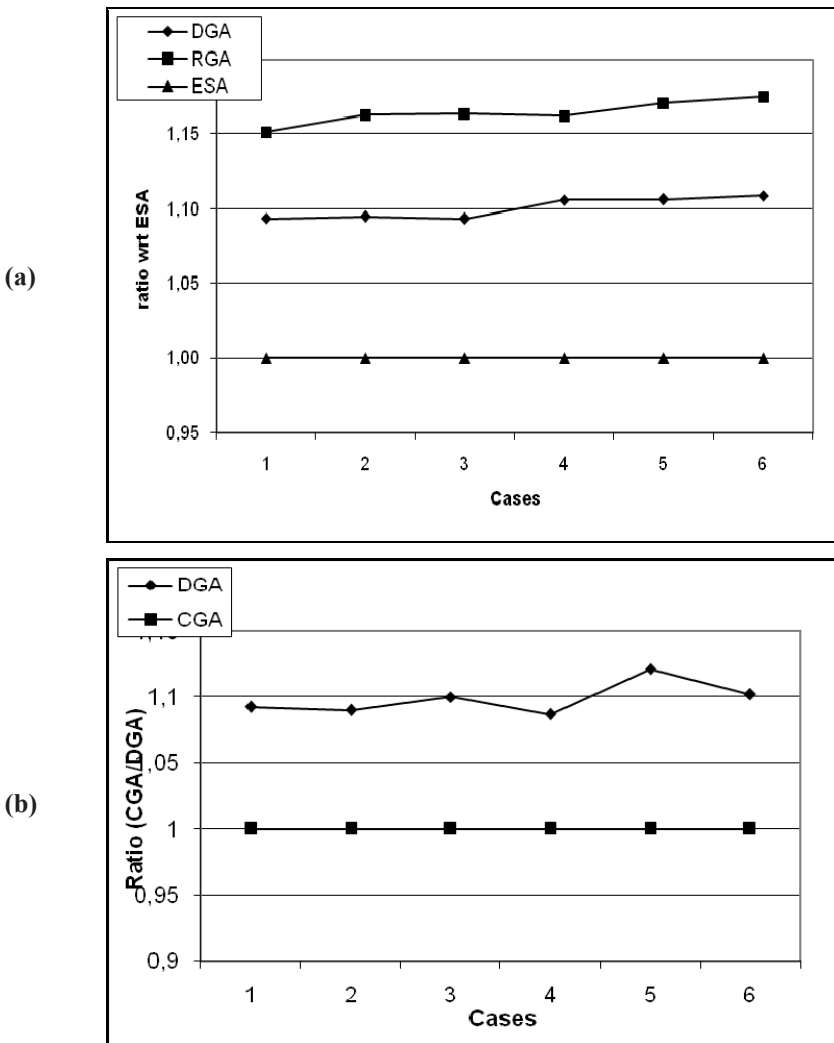 DGA
RGA
ESA
1,15
1,10
1,05
1,00
0,95
ratio wrt ESA
1 2 3 4 5 6
Cases
(a)
DGA
CGA
1,1
1,05
1
0,95
0,9
Ratio (CGA/DGA)
1 2 3 4 5 6
Cases
(b)